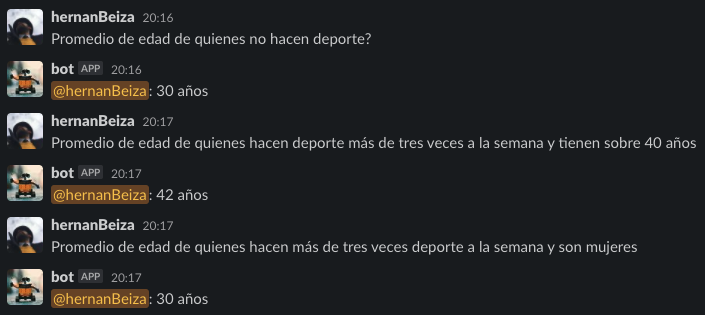 hernanBeiza 20:16
Promedio de edad de quienes no hacen deporte?
bot APP 20:16
@hernanBeiza: 30 años
hernanBeiza 20:17
Promedio de edad de quienes hacen deporte más de tres veces a la semana y tienen sobre 40 años
bot APP 20:17
@hernanBeiza: 42 años
hernanBeiza 20:17
Promedio de edad de quienes hacen más de tres veces deporte a la semana y son mujeres
bot APP 20:17
@hernanBeiza: 30 años